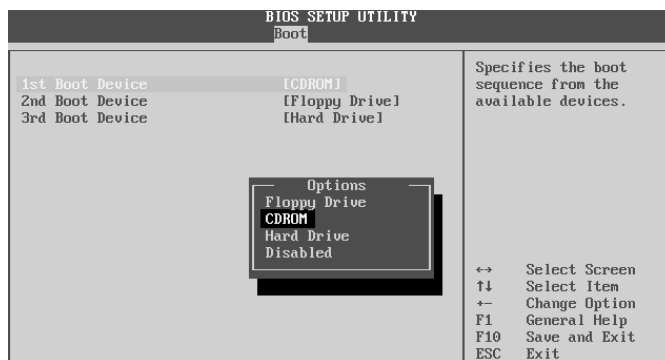 BIOS SETUP UTILITY
Boot
1st Boot Device [CDROM]
2nd Boot Device [Floppy Drive]
3rd Boot Device [Hard Drive]
Options
Floppy Drive
CDROM
Hard Drive
Disabled
Specifies the boot
sequence from the
available devices.
↔ Select Screen
↑↓ Select Item
+- Change Option
F1 General Help
F10 Save and Exit
ESC Exit